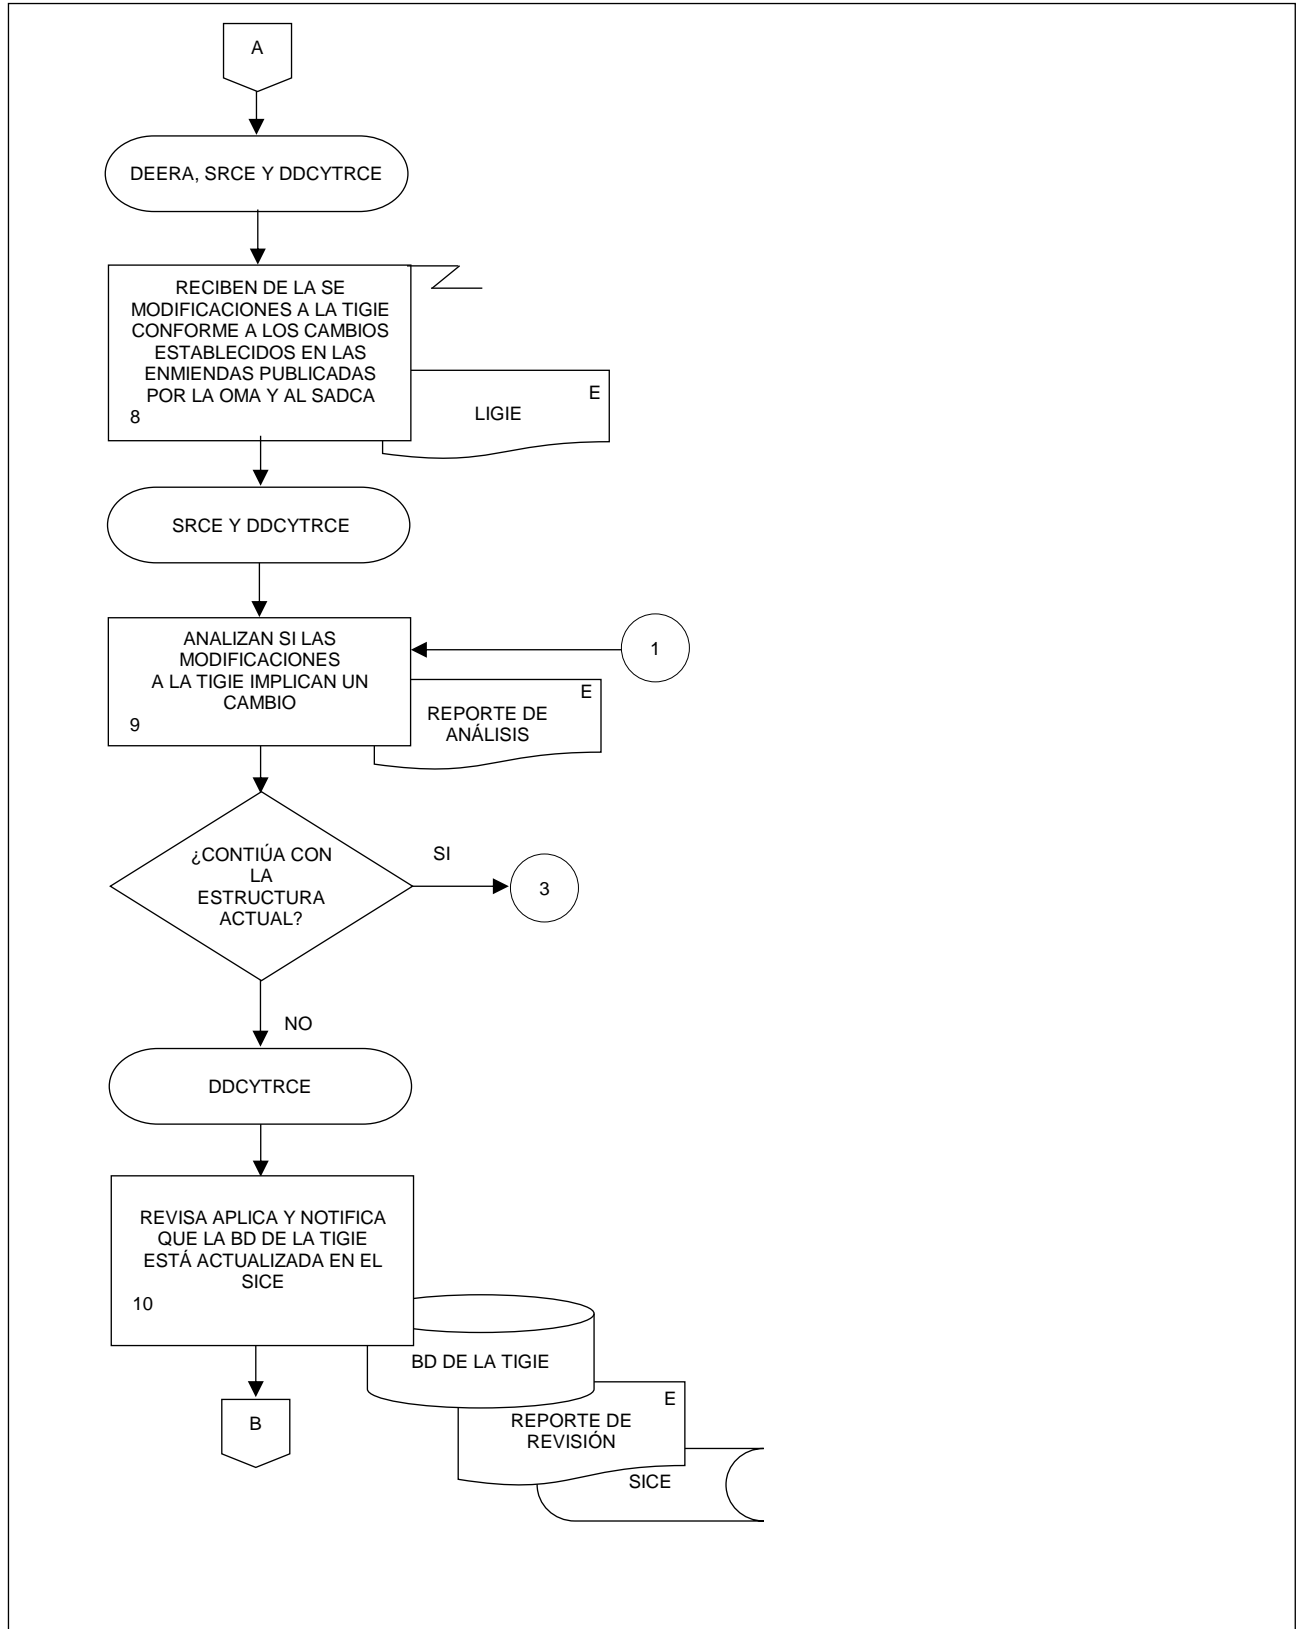 A
DEERA, SRCE Y DDCYTRCE
RECIBEN DE LA SE
MODIFICACIONES A LA TIGIE
CONFORME A LOS CAMBIOS
ESTABLECIDOS EN LAS
ENMIENDAS PUBLICADAS
POR LA OMA Y AL SADCA
8
E
LIGIE
SRCE Y DDCYTRCE
ANALIZAN SI LAS
MODIFICACIONES
A LA TIGIE IMPLICAN UN
CAMBIO
9
1
E
REPORTE DE
ANÁLISIS
¿CONTIÚA CON
LA
ESTRUCTURA
ACTUAL?
SI
3
NO
DDCYTRCE
REVISA APLICA Y NOTIFICA
QUE LA BD DE LA TIGIE
ESTÁ ACTUALIZADA EN EL
SICE
10
BD DE LA TIGIE
E
REPORTE DE
REVISIÓN
SICE
B